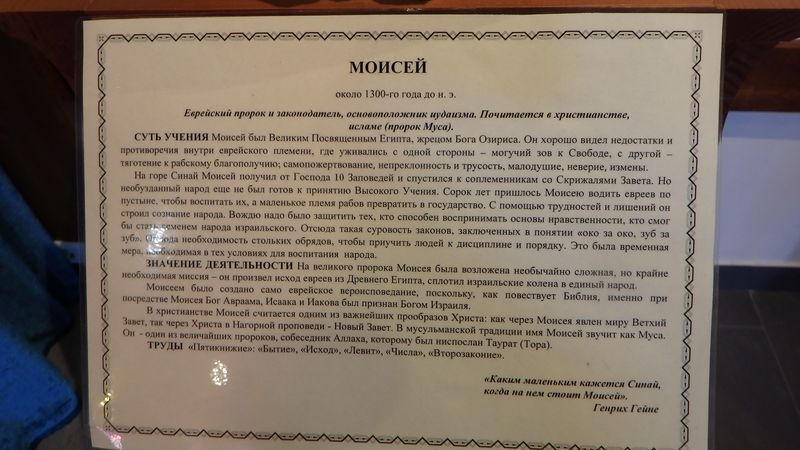 МОИСЕЙ
около 1300-го года до н. э.
Еврейский пророк и законодатель, основоположник иудаизма. Почитается в христианстве,
исламе (пророк Муса).
СУТЬ УЧЕНИЯ Моисей был Великим Посвященным Египта, жрецом Бога Озириса. Он хорошо видел недостатки и
противоречия внутри еврейского племени, где уживались с одной стороны – могучий зов к Свободе, с другой –
тяготение к рабскому благополучию; самопожертвование, непреклонность и трусость, малодушие, неверие, измены.
На горе Синай Моисей получил от Господа 10 Заповедей и спустился к соплеменникам со Скрижалями Завета. Но
необузданный народ еще не был готов к принятию Высокого Учения. Сорок лет пришлось Моисею водить евреев по
пустыне, чтобы воспитать их, а маленькое племя рабов превратить в государство. С помощью трудностей и лишений он
строил сознание народа. Вождю надо было защитить тех, кто способен воспринимать основы нравственности, кто смог
бы стать семенем народа израильского. Отсюда такая суровость законов, заключенных в понятии «око за око, зуб за
зуб». Отсюда необходимость стольких обрядов, чтобы приучить людей к дисциплине и порядку. Это была временная
мера, необходимая в тех условиях для воспитания народа.
ЗНАЧЕНИЕ ДЕЯТЕЛЬНОСТИ На великого пророка Моисея была возложена необычайно сложная, но крайне
необходимая миссия – он произвел исход евреев из Древнего Египта, сплотил израильские колена в единый народ.
Моисеем было создано само еврейское вероисповедание, поскольку, как повествует Библия, именно при
посредстве Моисея Бог Авраама, Исаака и Иакова был признан Богом Израиля.
В христианстве Моисей считается одним из важнейших прообразов Христа: как через Моисея явлен миру Ветхий
Завет, так через Христа в Нагорной проповеди - Новый Завет. В мусульманской традиции имя Моисей звучит как Муса.
Он - один из величайших пророков, собеседник Аллаха, которому был ниспослан Таурат (Тора).
ТРУДЫ «Пятикнижие»: «Бытие», «Исход», «Левит», «Числа», «Второзаконие».
«Каким маленьким кажется Синай,
когда на нем стоит Моисей».
Генрих Гейне